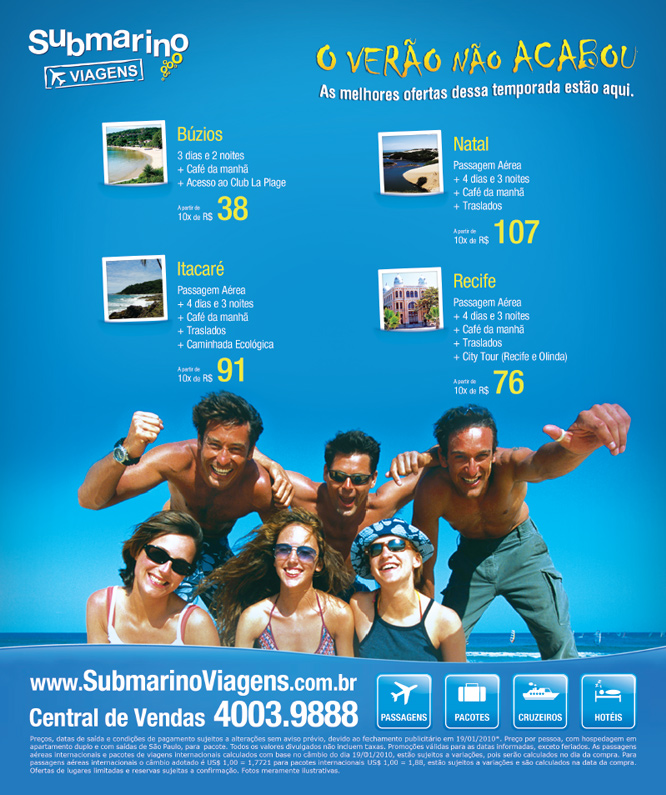 Submarino
VIAGENS
O VERÃO NÃO ACABOU
As melhores ofertas dessa temporada estão aqui.
Búzios
3 dias e 2 noites
+ Café da manhã
+ Acesso ao Club La Plage
A partir de
10x de R$ 38
Natal
Passagem Aérea
+ 4 dias e 3 noites
+ Café da manhã
+ Traslados
A partir de
10x de R$ 107
Itacaré
Passagem Aérea
+ 4 dias e 3 noites
+ Café da manhã
+ Traslados
+ Caminhada Ecológica
A partir de
10x de R$ 91
Recife
Passagem Aérea
+ 4 dias e 3 noites
+ Café da manhã
+ Traslados
+ City Tour (Recife e Olinda)
A partir de
10x de R$ 76
www.SubmarinoViagens.com.br
Central de Vendas 4003.9888
PASSAGENS
PACOTES
CRUZEIROS
HOTÉIS
Preços, datas de saída e condições de pagamento sujeitos a alterações sem aviso prévio, devido ao fechamento publicitário em 19/01/2010*. Preço por pessoa, com hospedagem em
apartamento duplo e com saídas de São Paulo, para pacote. Todos os valores divulgados não incluem taxas. Promoções válidas para as datas informadas, exceto feriados. As passagens
aéreas internacionais e pacotes de viagens internacionais calculados com base no câmbio do dia 19/01/2010, estão sujeitos a variações, pois serão calculados no dia da compra. Para
passagens aéreas internacionais o câmbio adotado é US$ 1,00 = 1,7721 para pacotes internacionais US$ 1,00 = 1,88, estão sujeitos a variações e são calculados na data da compra.
Ofertas de lugares limitadas e reservas sujeitas a confirmação. Fotos meramente ilustrativas.